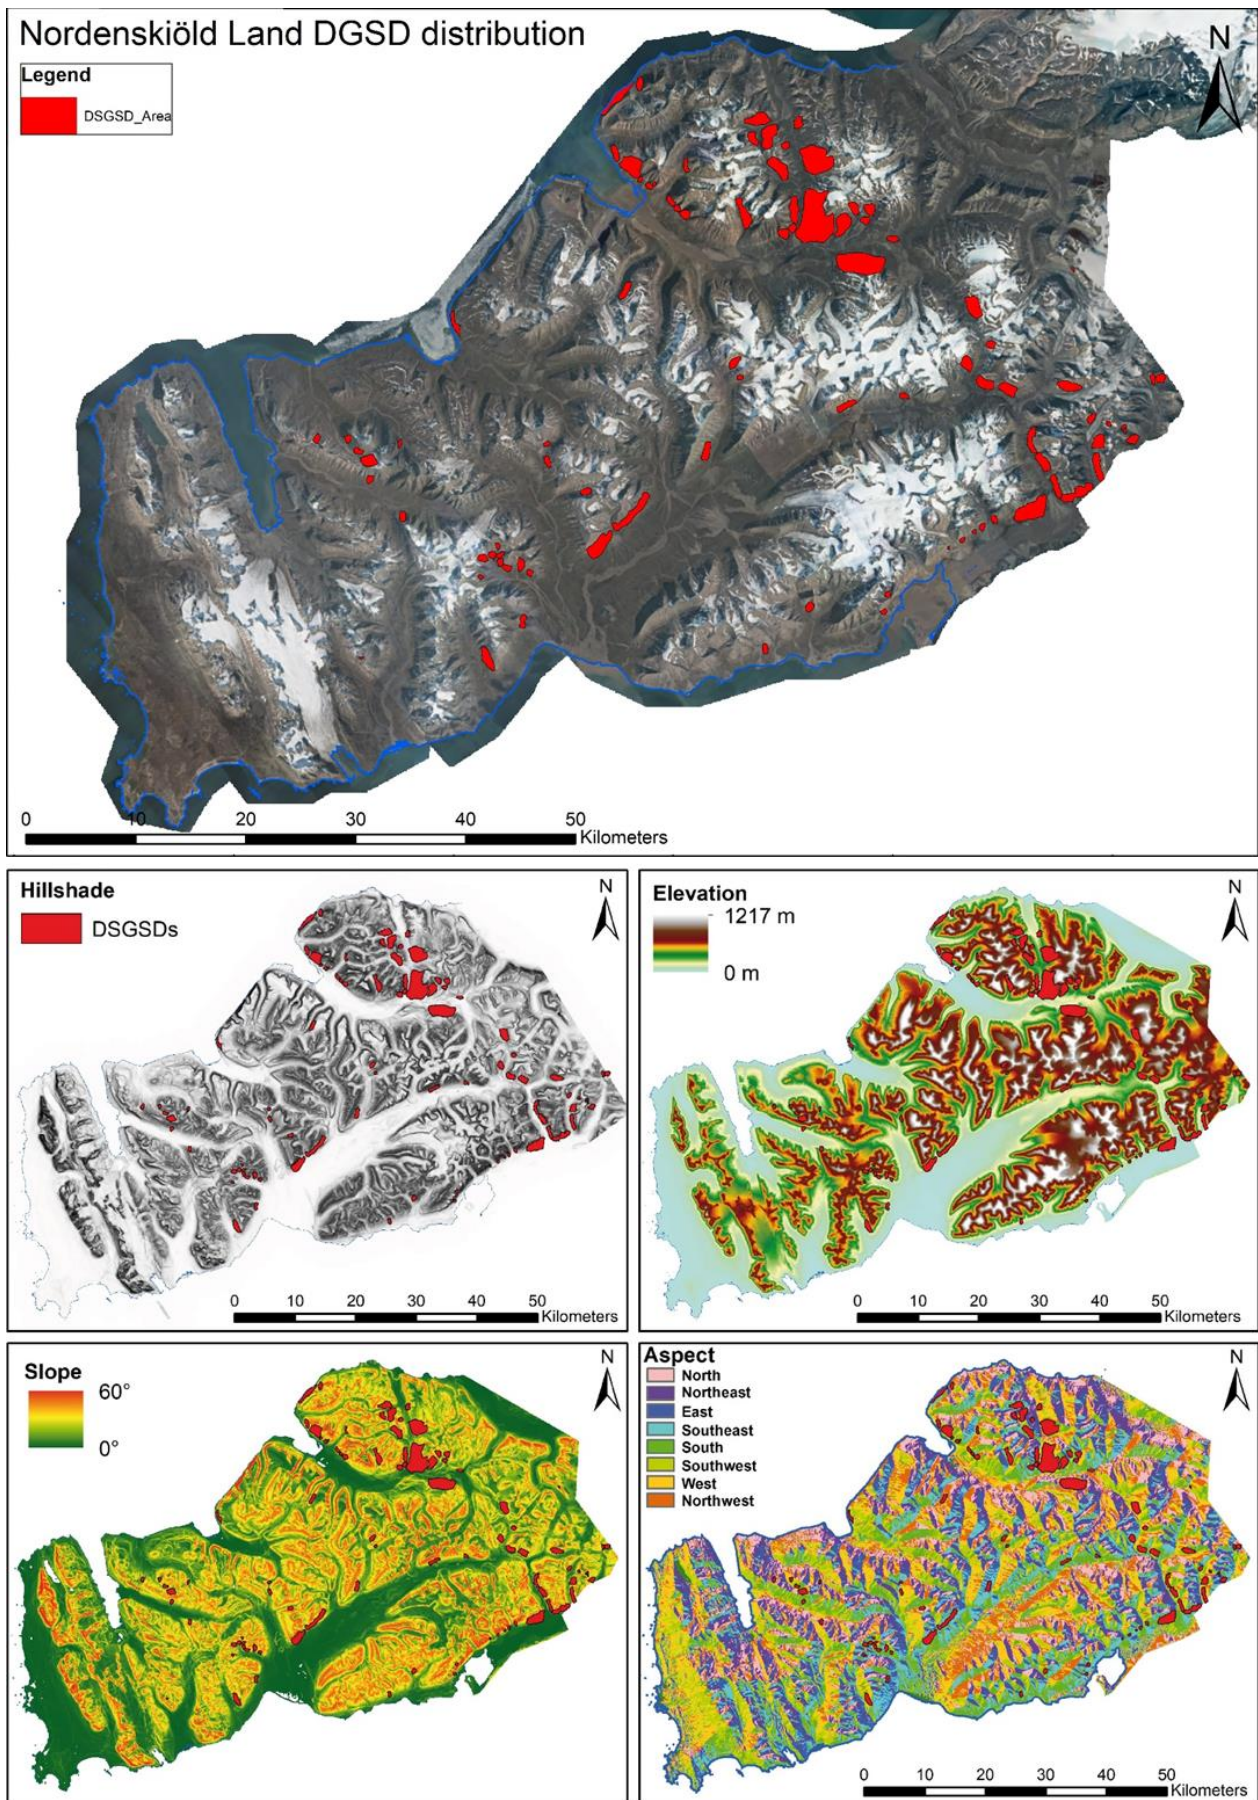 Nordenskiöld Land DGSD distribution
N
Legend
DSGSD_Area
0 10 20 30 40 50
Kilometers
Hillshade
N
DSGSDs
0 10 20 30 40 50
Kilometers
Elevation
N
1217 m
0 m
0 10 20 30 40 50
Kilometers
Slope
N
60°
0°
Aspect
N
North
Northeast
East
Southeast
South
Southwest
West
Northwest
0 10 20 30 40 50
Kilometers